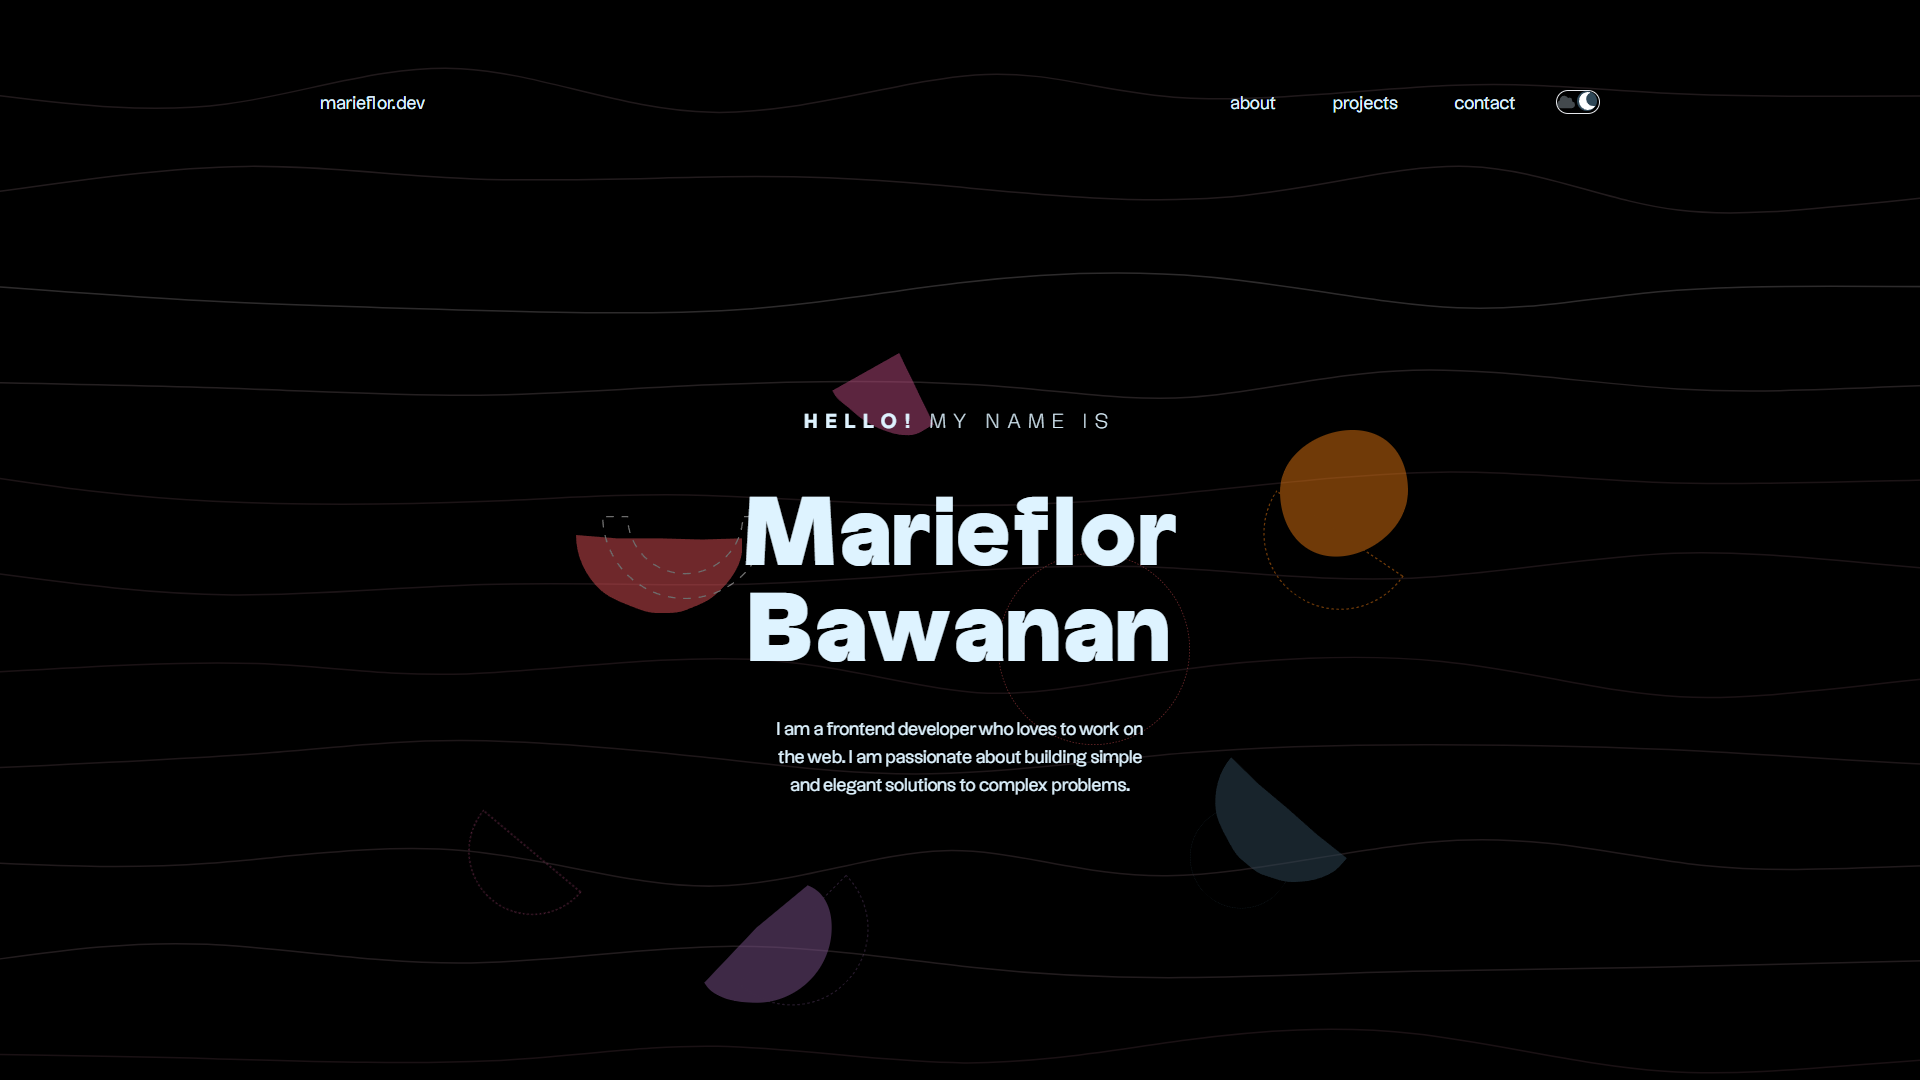 marieflor.dev
about
projects
contact
HELLO! MY NAME IS
Marieflor
Bawanan
I am a frontend developer who loves to work on
the web. I am passionate about building simple
and elegant solutions to complex problems.